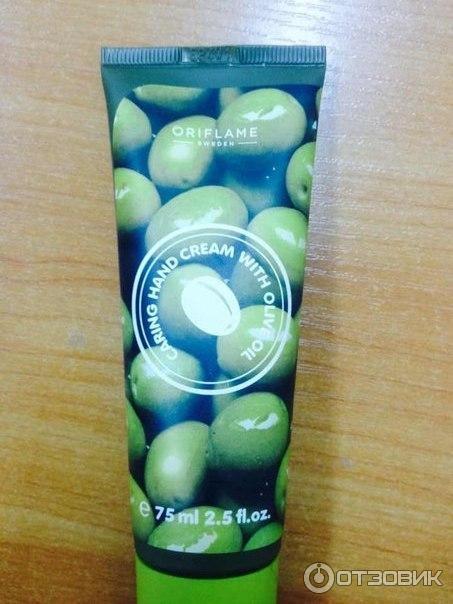 ORIFLAME
SWEDEN
CARING HAND CREAM WITH OLIVE OIL
e 75 ml 2.5 fl.oz.
ОТЗОВИК